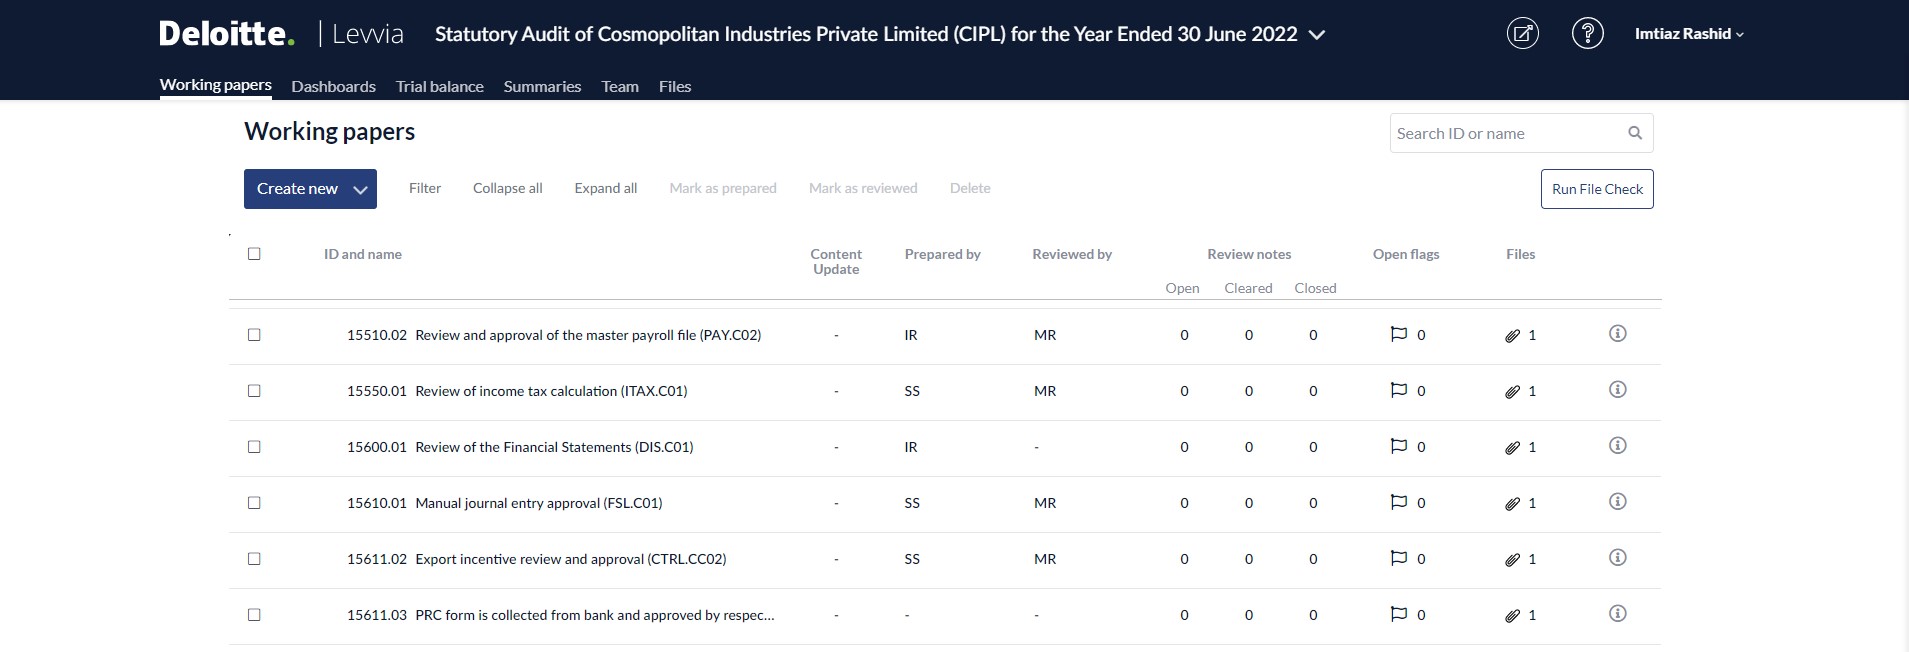 Deloitte. | Levvia Statutory Audit of Cosmopolitan Industries Private Limited (CIPL) for the Year Ended 30 June 2022 Imtiaz Rashid
Working papers Dashboards Trial balance Summaries Team Files
Working papers
Search ID or name
Create new Filter Collapse all Expand all Mark as prepared Mark as reviewed Delete Run File Check
ID and name Content Update Prepared by Reviewed by Review notes Open flags Files
Open Cleared Closed
15510.02 Review and approval of the master payroll file (PAY.C02) - IR MR 0 0 0 0 1
15550.01 Review of income tax calculation (ITAX.C01) - SS MR 0 0 0 0 1
15600.01 Review of the Financial Statements (DIS.C01) - IR - 0 0 0 0 1
15610.01 Manual journal entry approval (FSL.C01) - SS MR 0 0 0 0 1
15611.02 Export incentive review and approval (CTRL.CC02) - SS MR 0 0 0 0 1
15611.03 PRC form is collected from bank and approved by respec... - - - 0 0 0 0 1